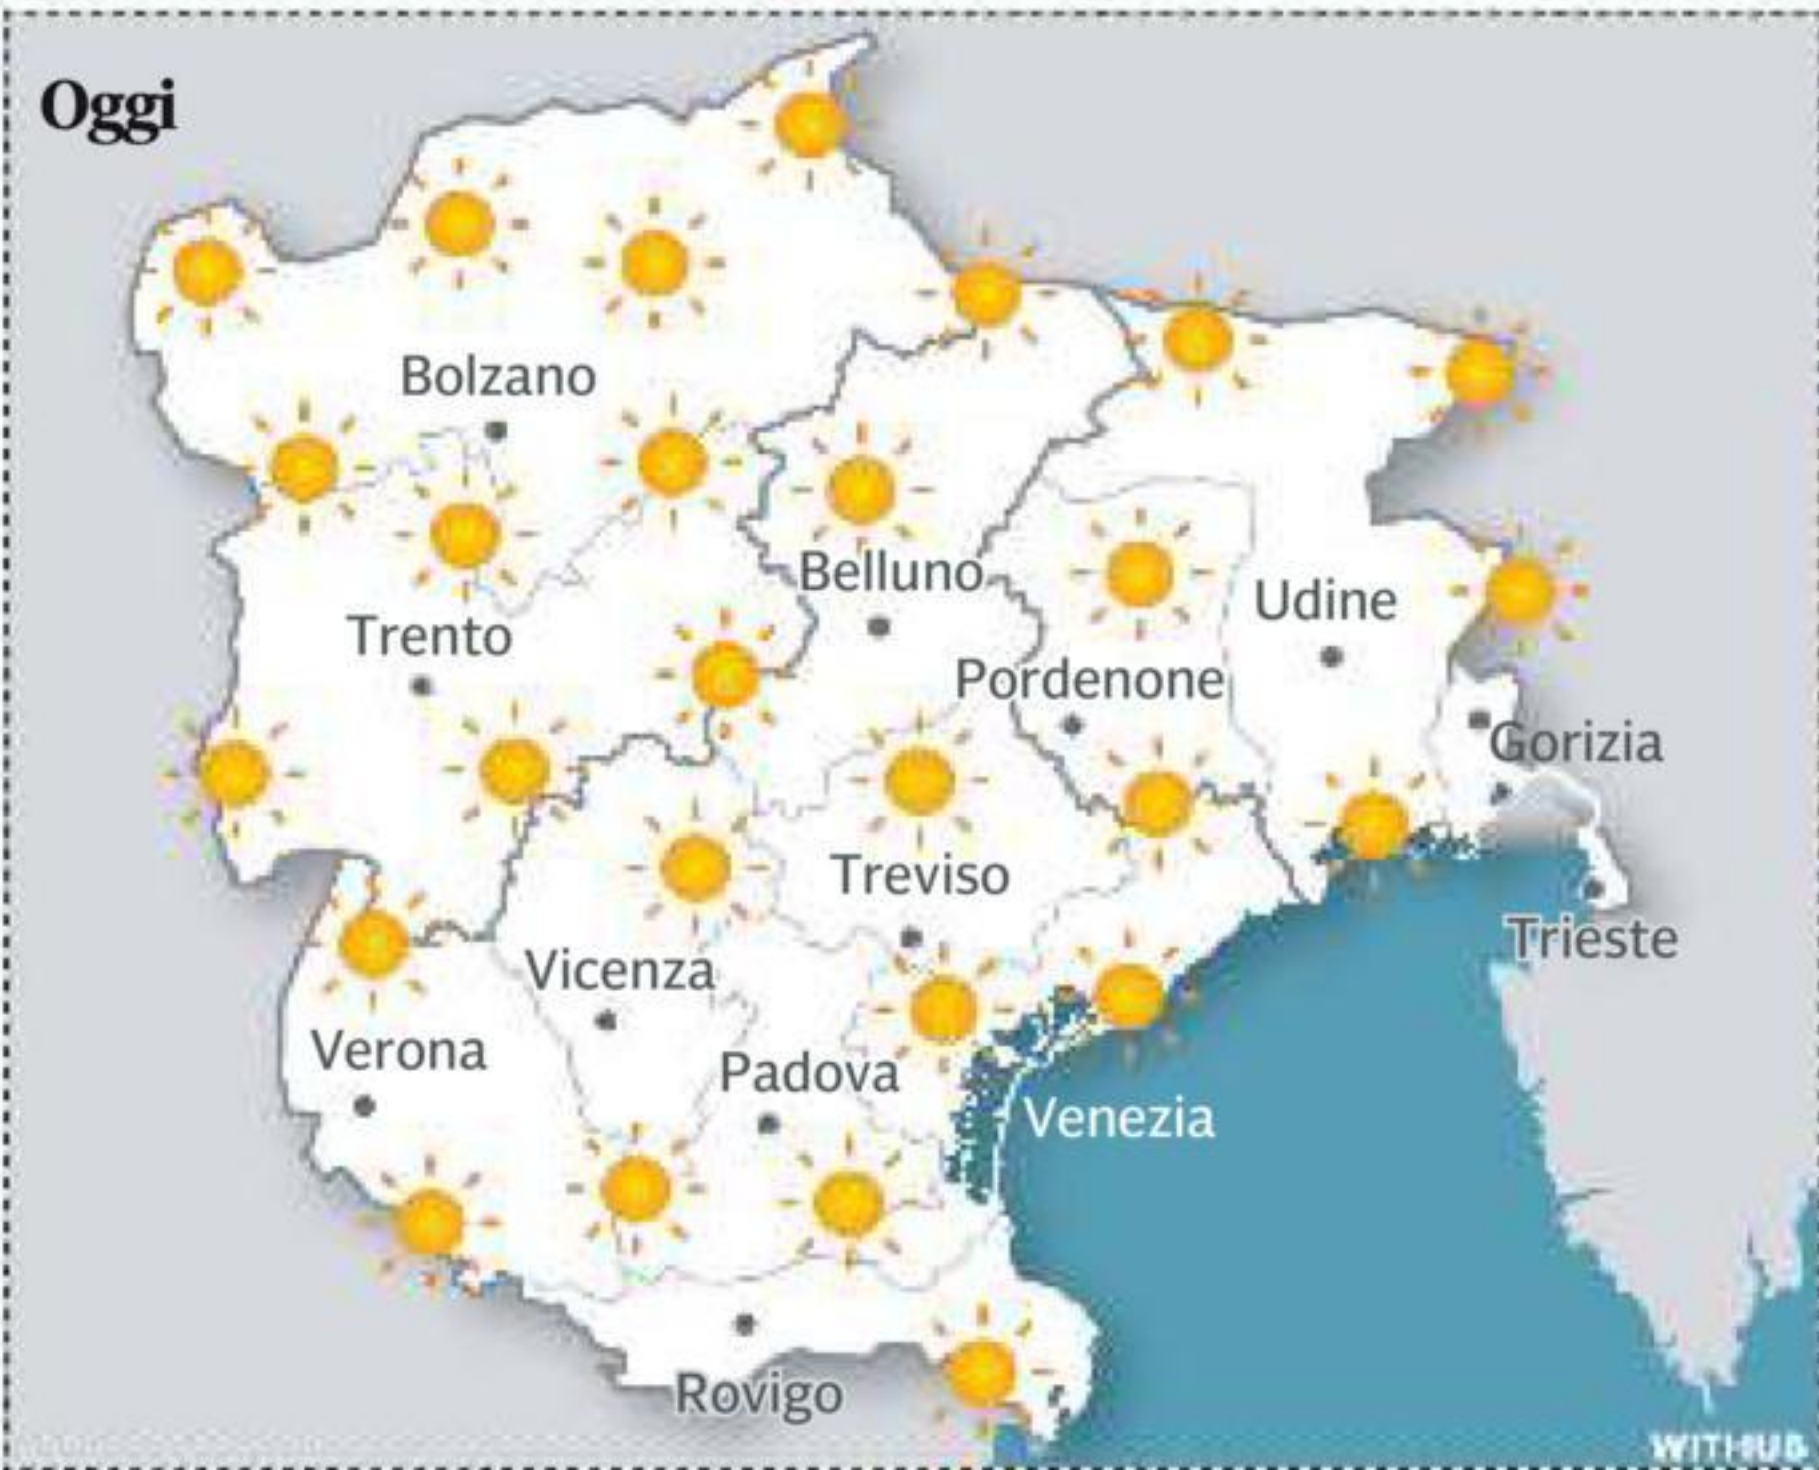 Oggi
Bolzano
Belluno
Udine
Trento
Pordenone
Gorizia
Treviso
Trieste
Vicenza
Verona
Padova
Venezia
Rovigo
WITHUB